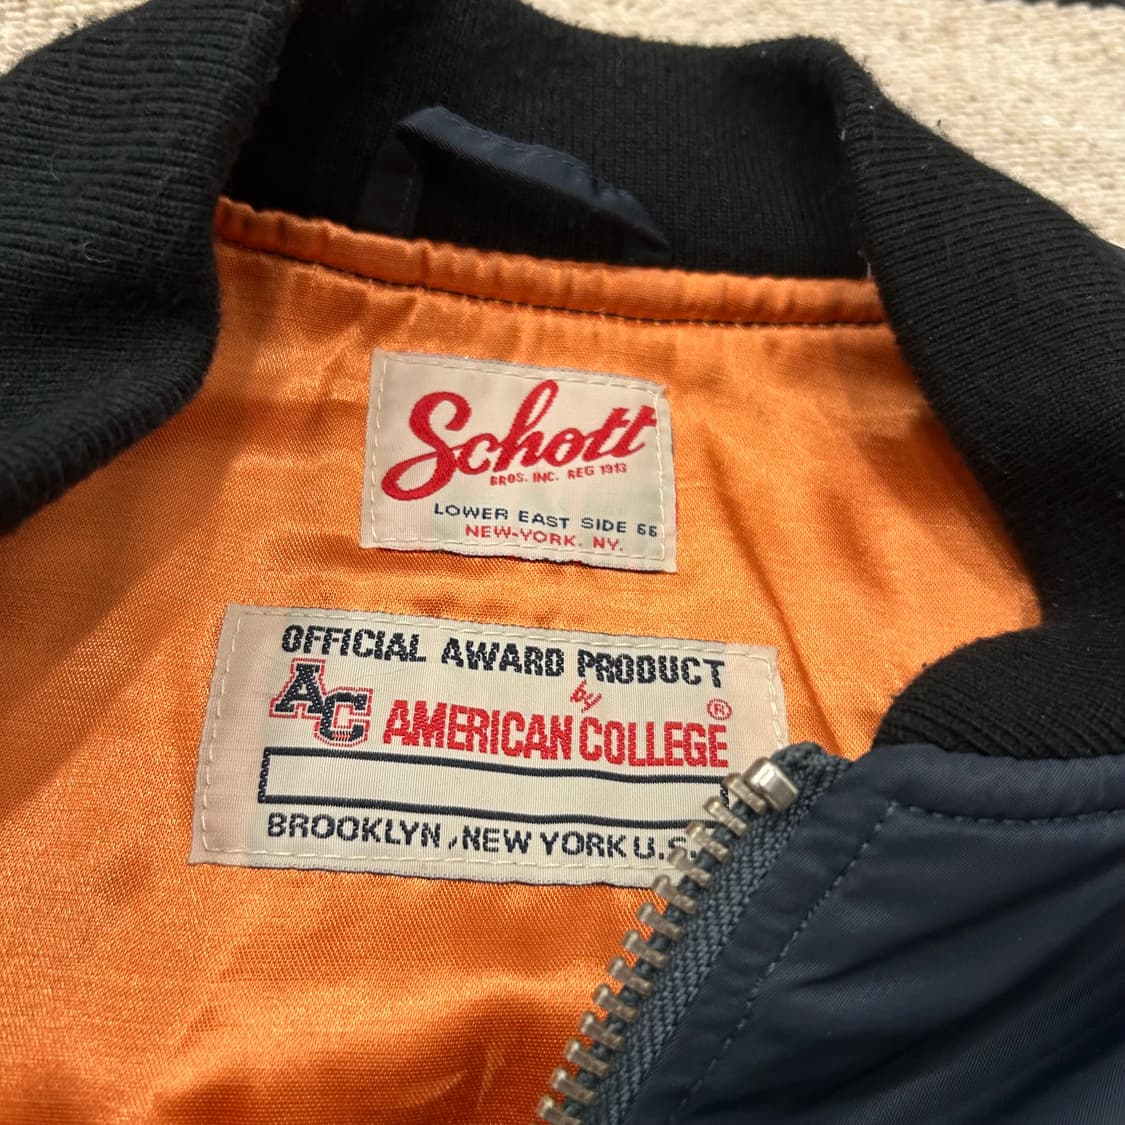 Schott
BROS. INC. REG 1913
LOWER EAST SIDE 66
NEW-YORK. NY.
OFFICIAL AWARD PRODUCT
by
AC AMERICAN COLLEGE ®
BROOKLYN, NEW YORK U.S.